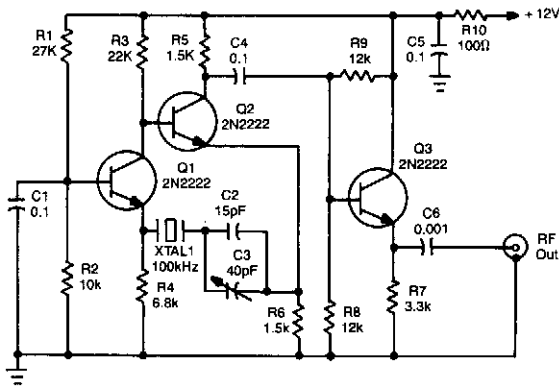 + 12V
R1
27K
R3
22K
R5
1.5K
C4
0.1
R9
12k
C5
0.1
R10
100Ω
Q2
2N2222
Q1
2N2222
Q3
2N2222
C1
0.1
C2
15pF
C3
40pF
XTAL1
100kHz
C6
0.001
RF
Out
R2
10k
R4
6.8k
R6
1.5k
R8
12k
R7
3.3k